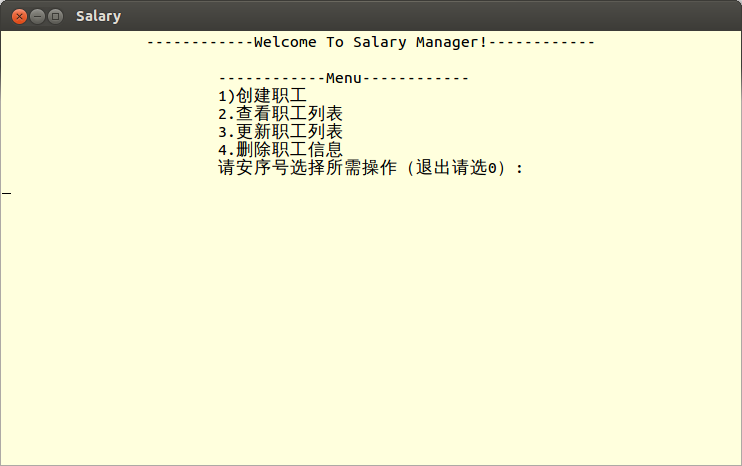 Salary
------------Welcome To Salary Manager!------------
------------Menu------------
1)创建职工
2.查看职工列表
3.更新职工列表
4.删除职工信息
请安序号选择所需操作（退出请选0）:
_